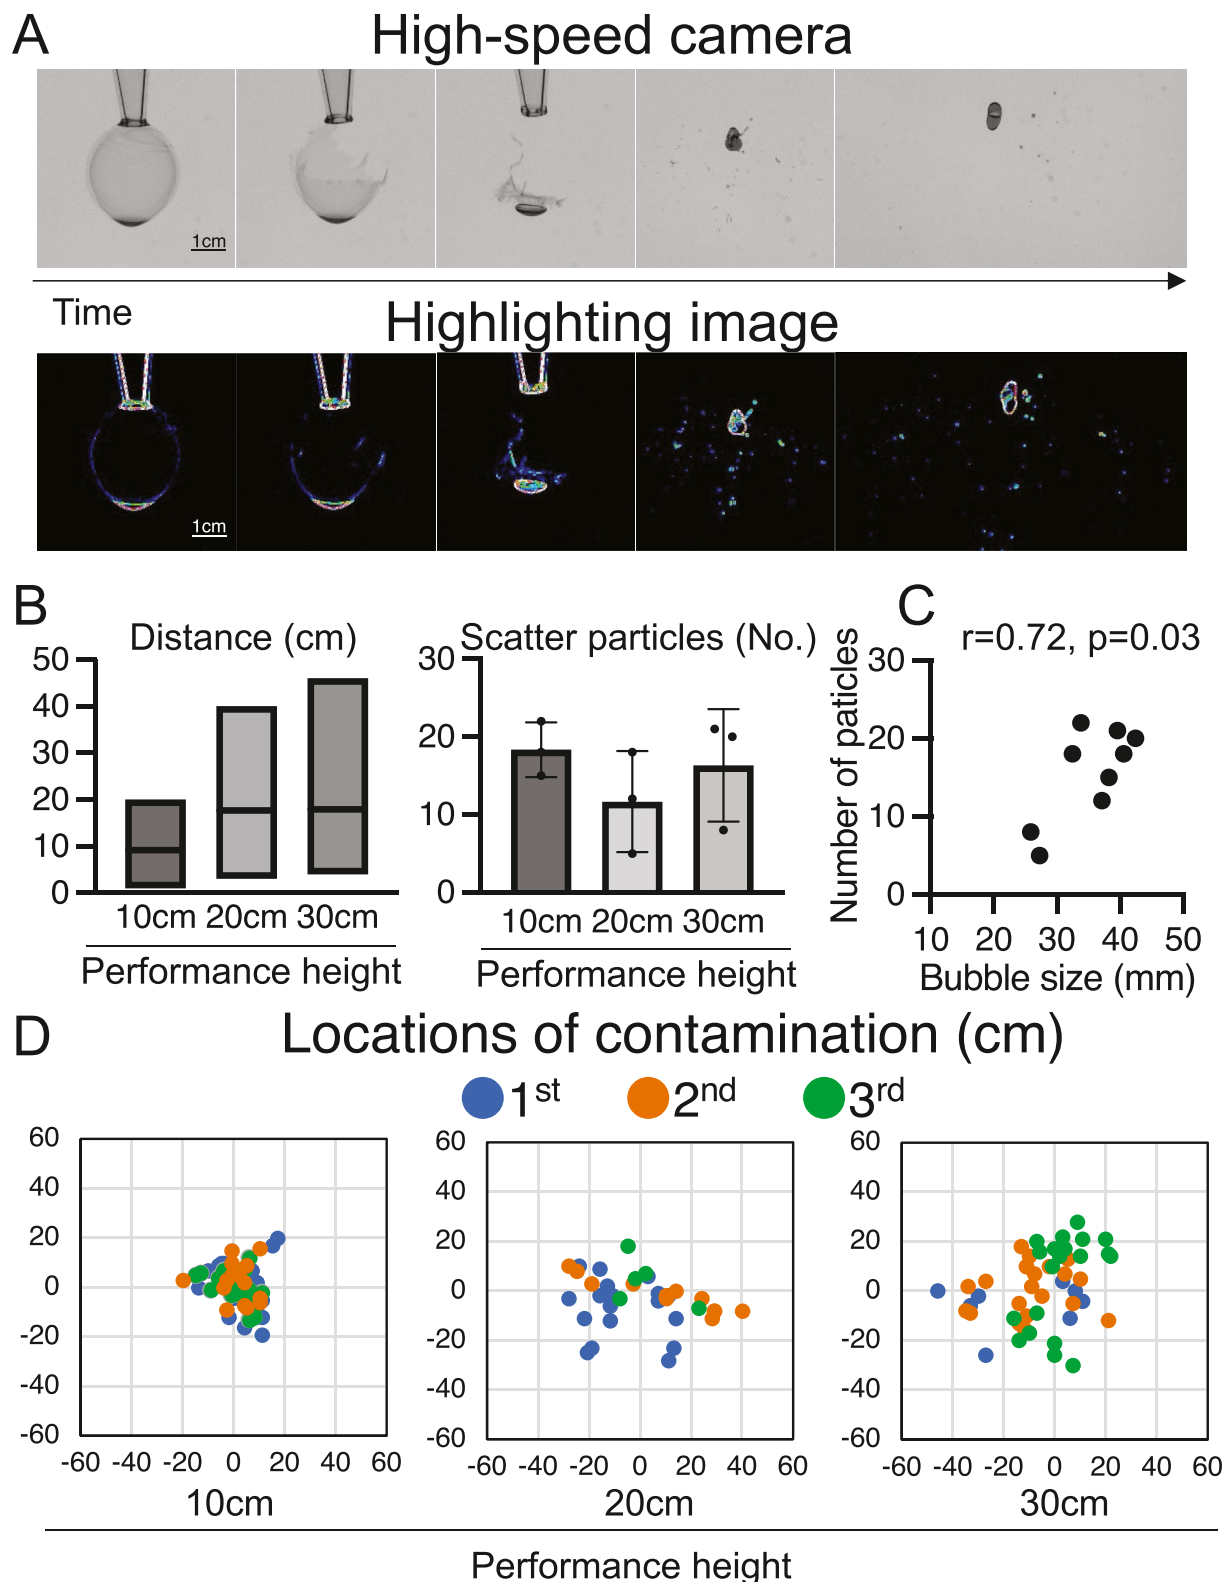 A
High-speed camera
1cm
Time
Highlighting image
1cm
B
Distance (cm)
50
40
30
20
10
0
10cm 20cm 30cm
Performance height
Scatter particles (No.)
30
20
10
0
10cm 20cm 30cm
Performance height
C
r=0.72, p=0.03
Number of paticles
30
20
10
0
10 20 30 40 50
Bubble size (mm)
D
Locations of contamination (cm)
1st 2nd 3rd
60
40
20
0
-20
-40
-60
-60 -40 -20 0 20 40 60
10cm
60
40
20
0
-20
-40
-60
-60 -40 -20 0 20 40 60
20cm
60
40
20
0
-20
-40
-60
-60 -40 -20 0 20 40 60
30cm
Performance height